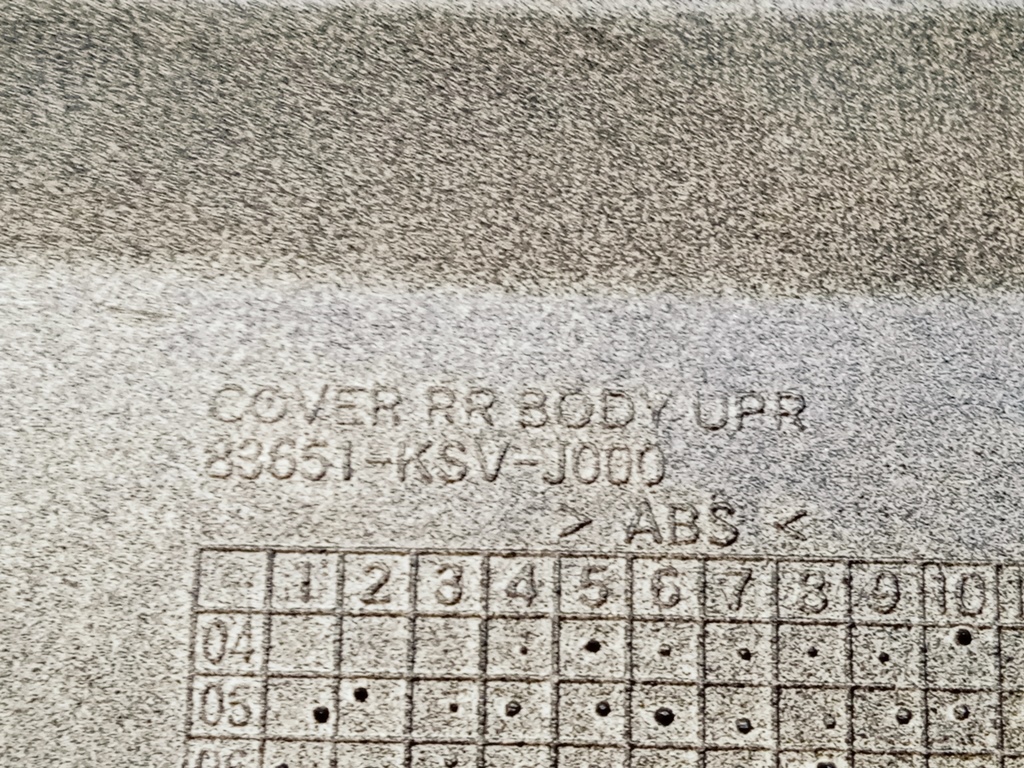 COVER RR BODY UPR
83651-KSV-J000
> ABS <
1 2 3 4 5 6 7 8 9 10
04
05
06